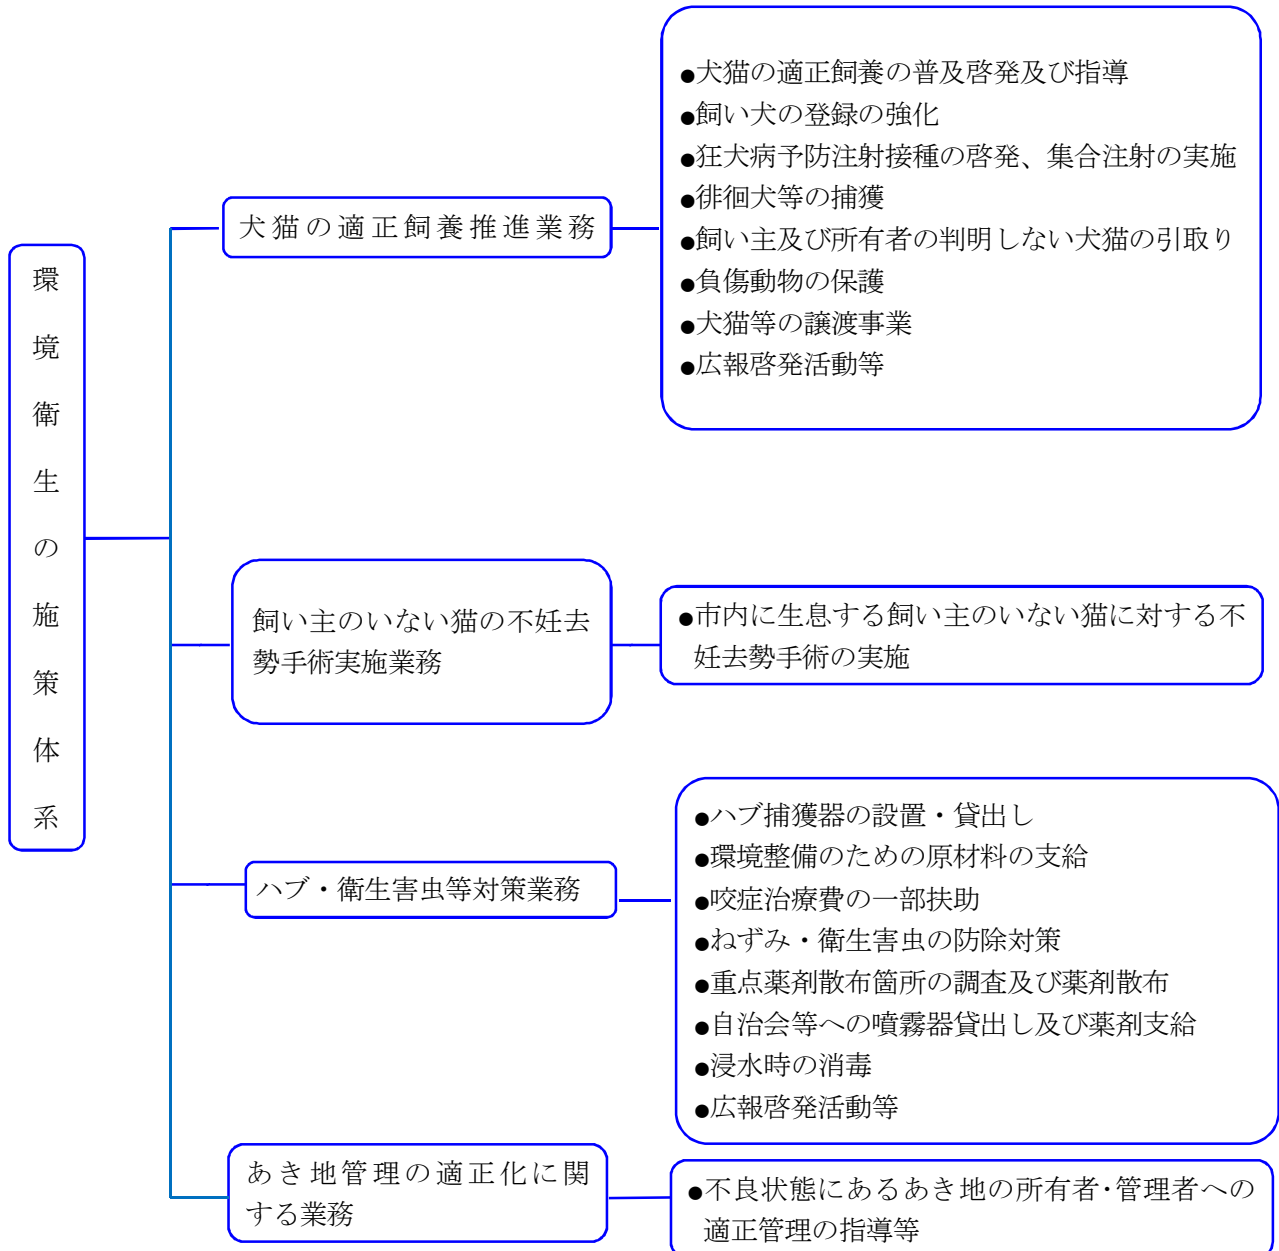 環境衛生の施策体系
犬猫の適正飼養推進業務
●犬猫の適正飼養の普及啓発及び指導
●飼い犬の登録の強化
●狂犬病予防注射接種の啓発、集合注射の実施
●徘徊犬等の捕獲
●飼い主及び所有者の判明しない犬猫の引取り
●負傷動物の保護
●犬猫等の譲渡事業
●広報啓発活動等
飼い主のいない猫の不妊去
勢手術実施業務
●市内に生息する飼い主のいない猫に対する不
妊去勢手術の実施
ハブ・衛生害虫等対策業務
●ハブ捕獲器の設置・貸出し
●環境整備のための原材料の支給
●咬症治療費の一部扶助
●ねずみ・衛生害虫の防除対策
●重点薬剤散布箇所の調査及び薬剤散布
●自治会等への噴霧器貸出し及び薬剤支給
●浸水時の消毒
●広報啓発活動等
あき地管理の適正化に関
する業務
●不良状態にあるあき地の所有者・管理者への
適正管理の指導等